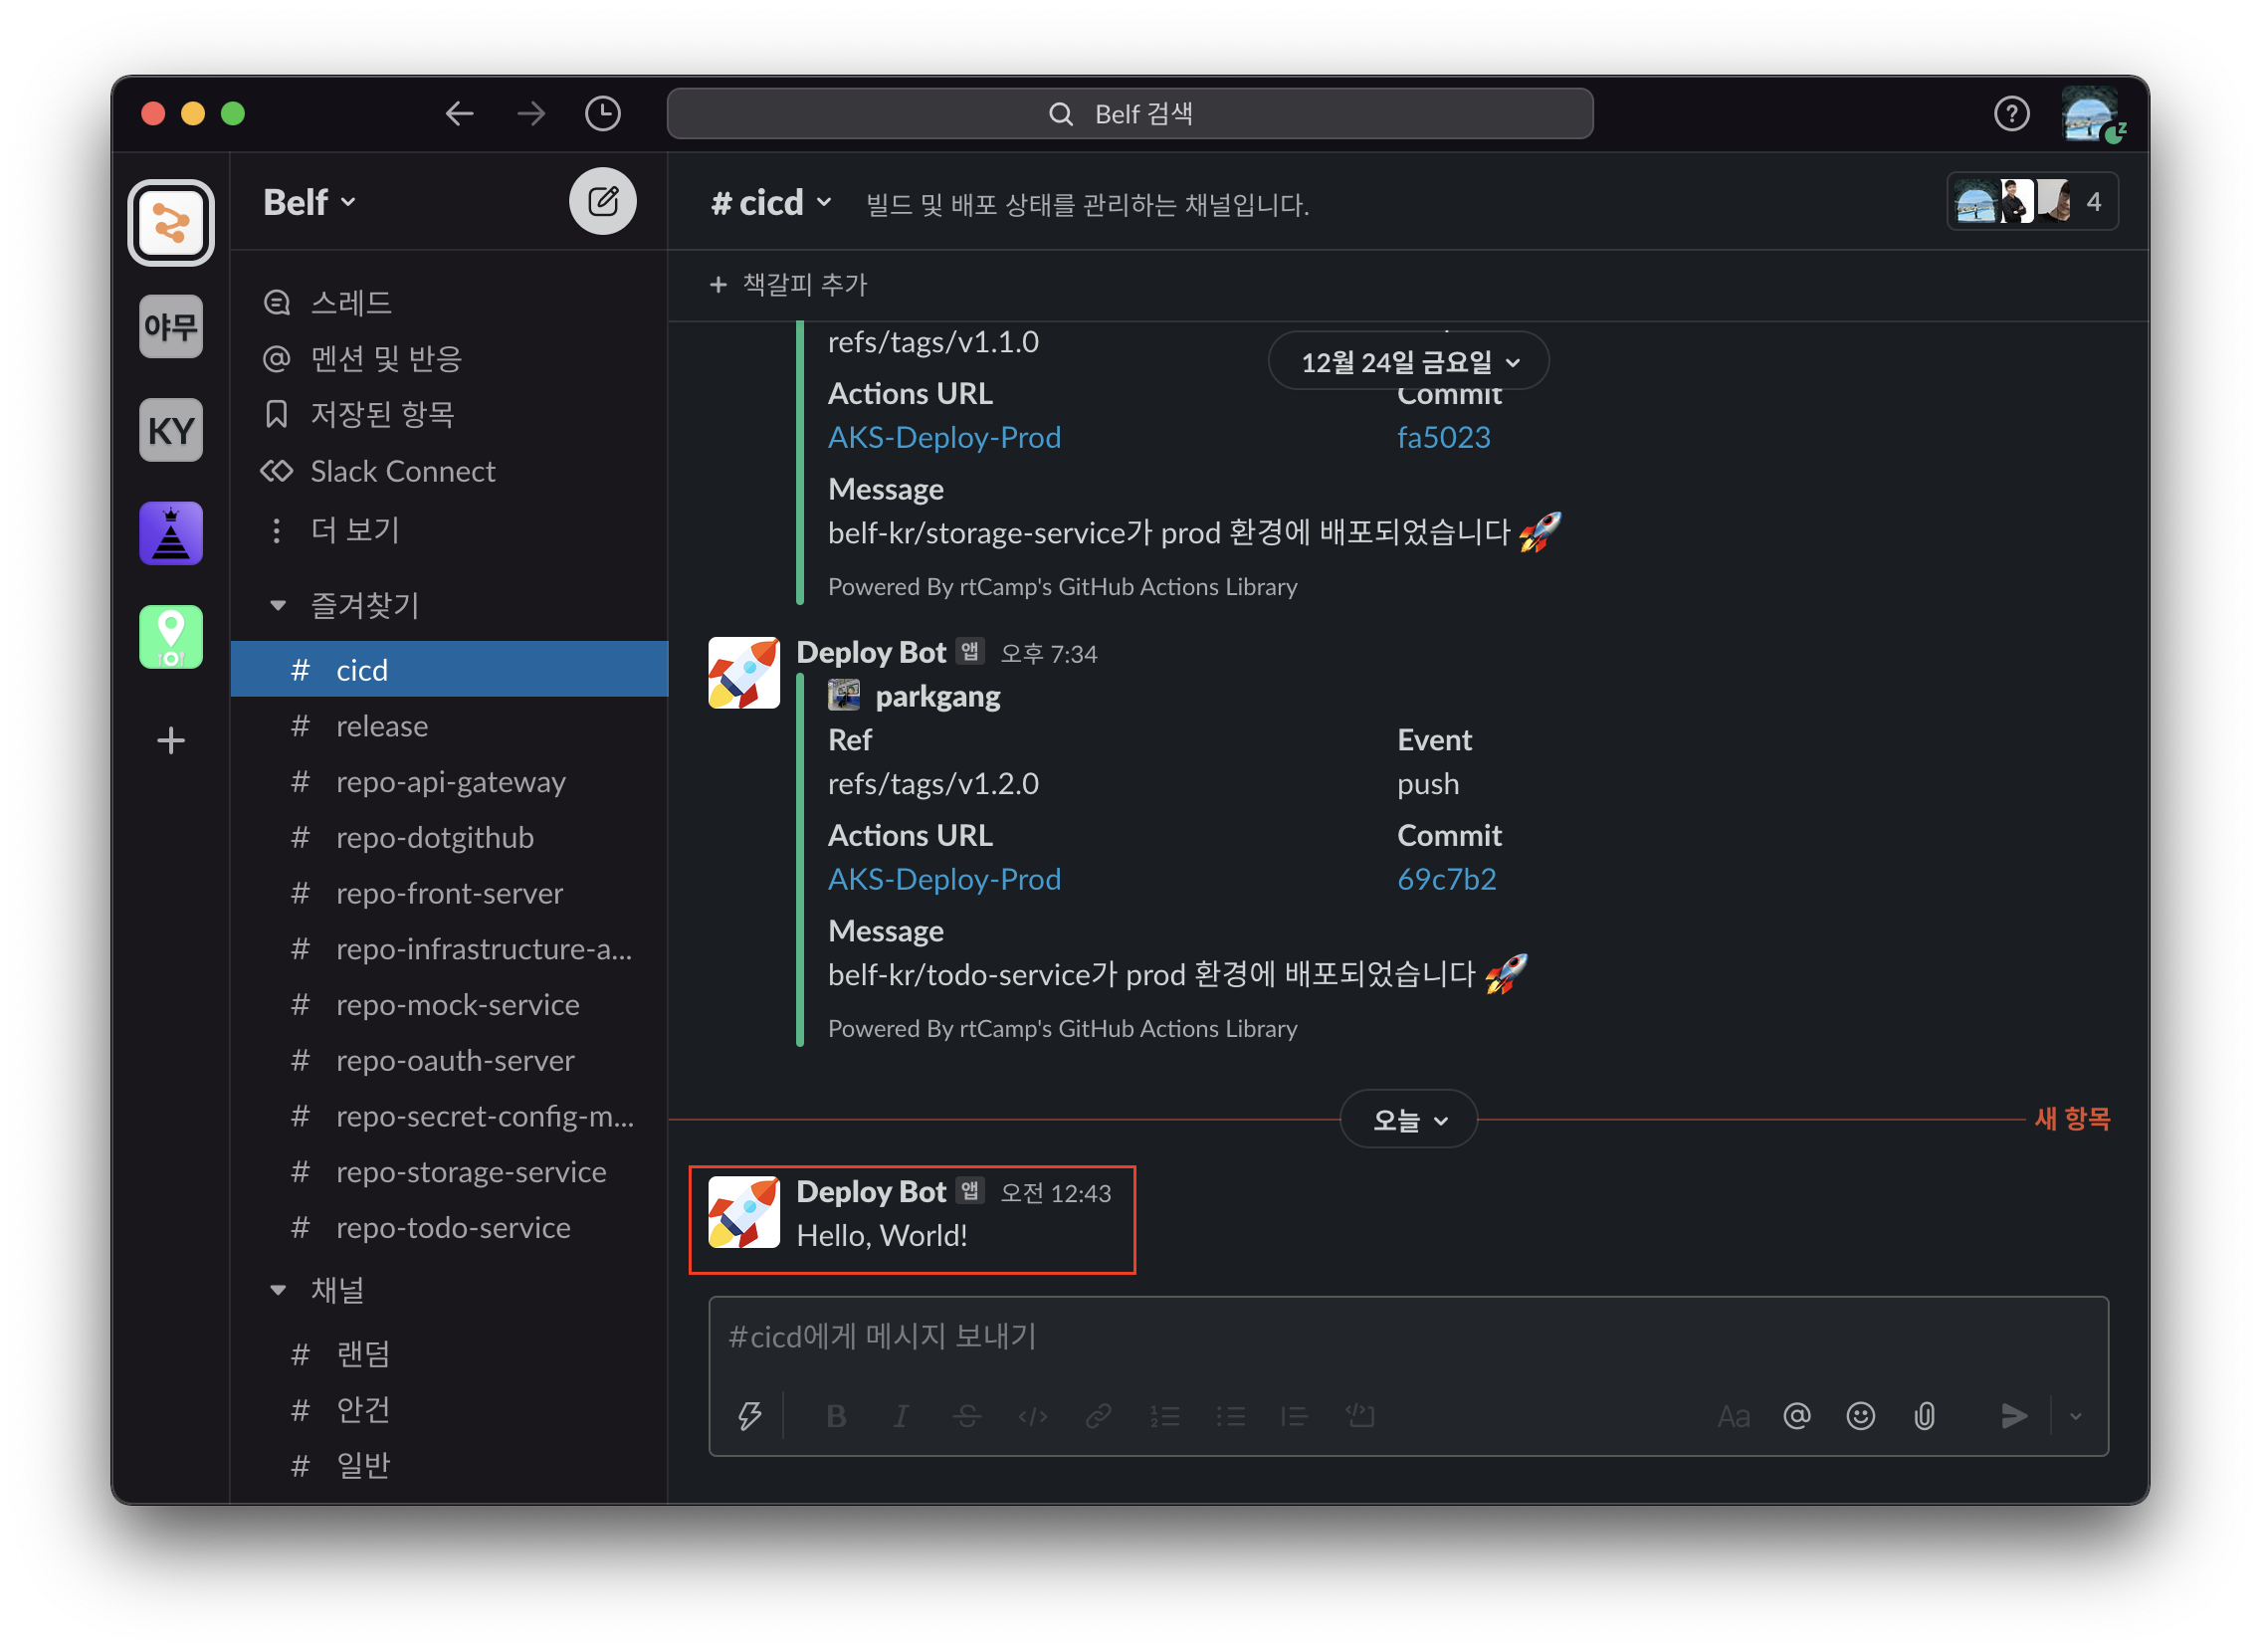 Belf 검색
야무
KY
Belf
스레드
멘션 및 반응
저장된 항목
Slack Connect
더 보기
즐겨찾기
# cicd
# release
# repo-api-gateway
# repo-dotgithub
# repo-front-server
# repo-infrastructure-a...
# repo-mock-service
# repo-oauth-server
# repo-secret-config-m...
# repo-storage-service
# repo-todo-service
채널
# 랜덤
# 안건
# 일반
# cicd 빌드 및 배포 상태를 관리하는 채널입니다. 4
+ 책갈피 추가
12월 24일 금요일
refs/tags/v1.1.0
Actions URL Commit
AKS-Deploy-Prod fa5023
Message
belf-kr/storage-service가 prod 환경에 배포되었습니다 🚀
Powered By rtCamp's GitHub Actions Library
Deploy Bot 앱 오후 7:34
parkgang
Ref Event
refs/tags/v1.2.0 push
Actions URL Commit
AKS-Deploy-Prod 69c7b2
Message
belf-kr/todo-service가 prod 환경에 배포되었습니다 🚀
Powered By rtCamp's GitHub Actions Library
오늘 새 항목
Deploy Bot 앱 오전 12:43
Hello, World!
#cicd에게 메시지 보내기
B I S Aa @